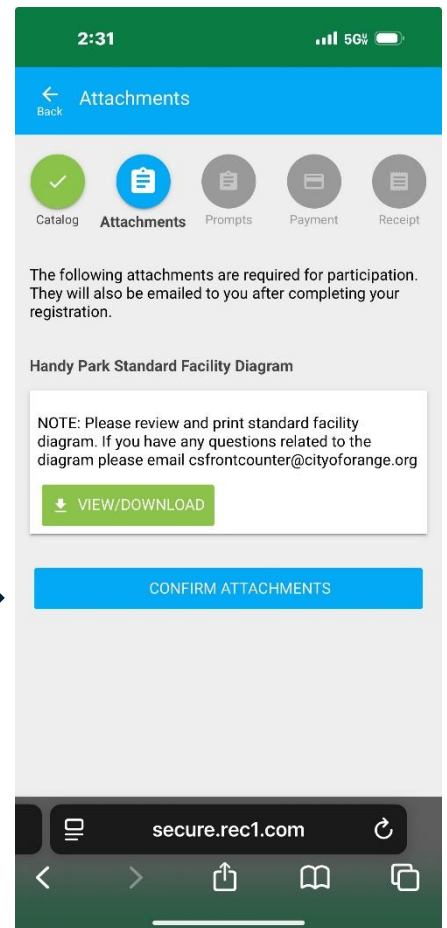 2:31
5G
Attachments
Back
Catalog
Attachments
Prompts
Payment
Receipt
The following attachments are required for participation.
They will also be emailed to you after completing your
registration.
Handy Park Standard Facility Diagram
NOTE: Please review and print standard facility
diagram. If you have any questions related to the
diagram please email csfrontcounter@cityoforange.org
VIEW/DOWNLOAD
CONFIRM ATTACHMENTS
secure.rec1.com